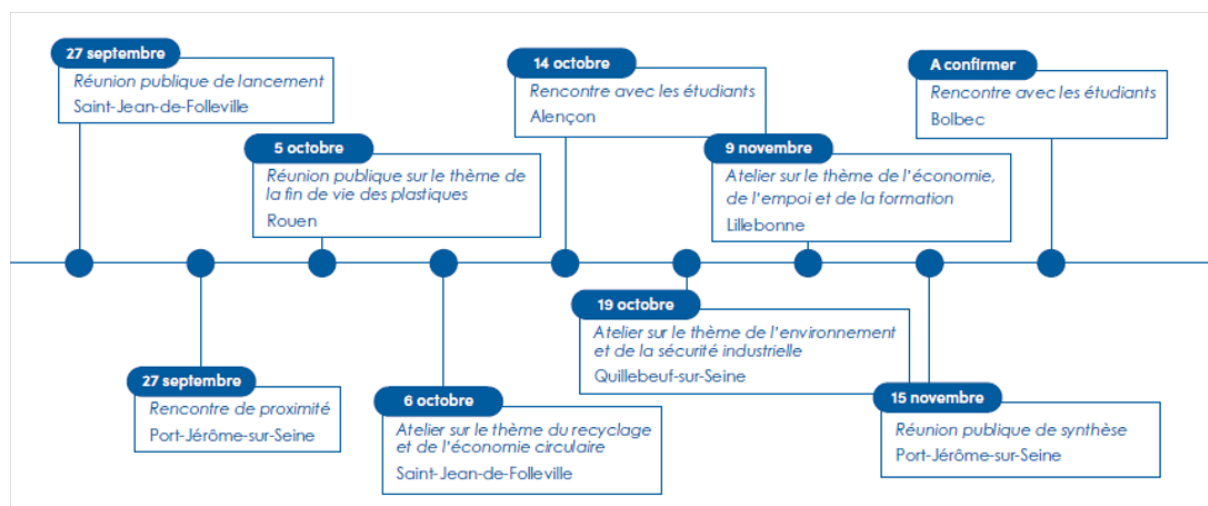 27 septembre
Réunion publique de lancement
Saint-Jean-de-Folleville
27 septembre
Rencontre de proximité
Port-Jérôme-sur-Seine
5 octobre
Réunion publique sur le thème de
la fin de vie des plastiques
Rouen
6 octobre
Atelier sur le thème du recyclage
et de l'économie circulaire
Saint-Jean-de-Folleville
14 octobre
Rencontre avec les étudiants
Alençon
19 octobre
Atelier sur le thème de l'environnement
et de la sécurité industrielle
Quillebeuf-sur-Seine
9 novembre
Atelier sur le thème de l'économie,
de l'empoi et de la formation
Lillebonne
15 novembre
Réunion publique de synthèse
Port-Jérôme-sur-Seine
A confirmer
Rencontre avec les étudiants
Bolbec